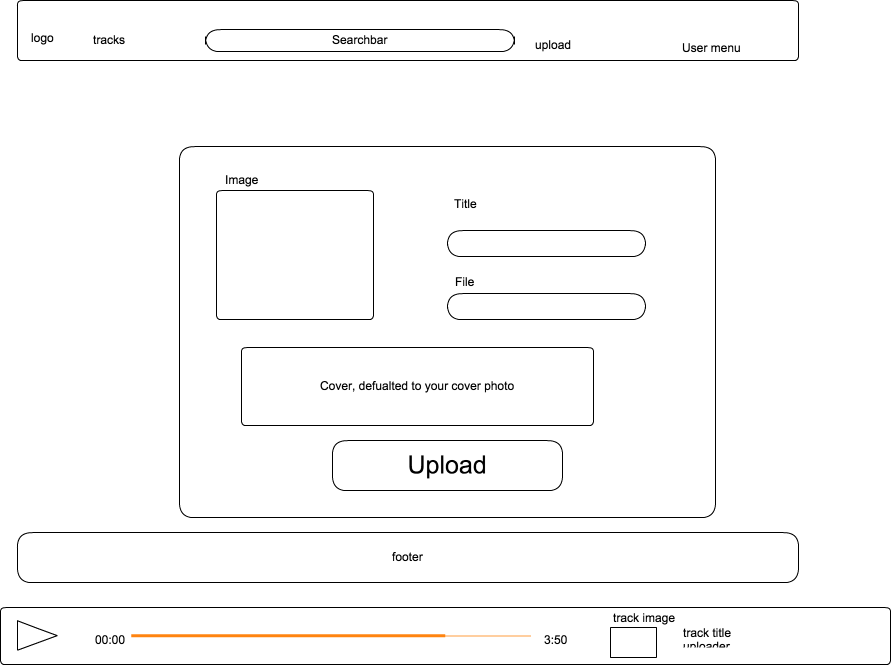 logo
tracks
Searchbar
upload
User menu
Image
Title
File
Cover, defualted to your cover photo
Upload
footer
00:00
3:50
track image
track title
uploader